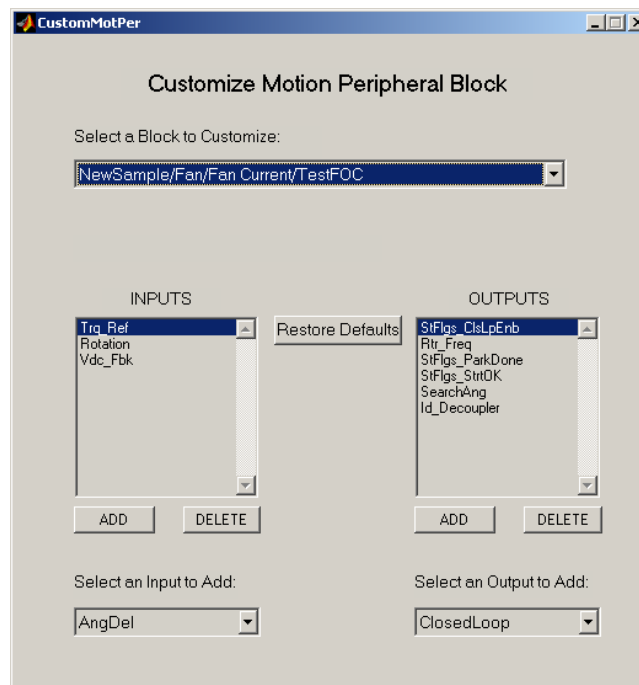 CustomMotPer
Customize Motion Peripheral Block
Select a Block to Customize:
NewSample/Fan/Fan Current/TestFOC
INPUTS
OUTPUTS
Trq_Ref
Rotation
Vdc_Fbk
Restore Defaults
StFlgs_ClsLpEnb
Rtr_Freq
StFlgs_ParkDone
StFlgs_StrtOK
SearchAng
Id_Decoupler
ADD
DELETE
ADD
DELETE
Select an Input to Add:
Select an Output to Add:
AngDel
ClosedLoop